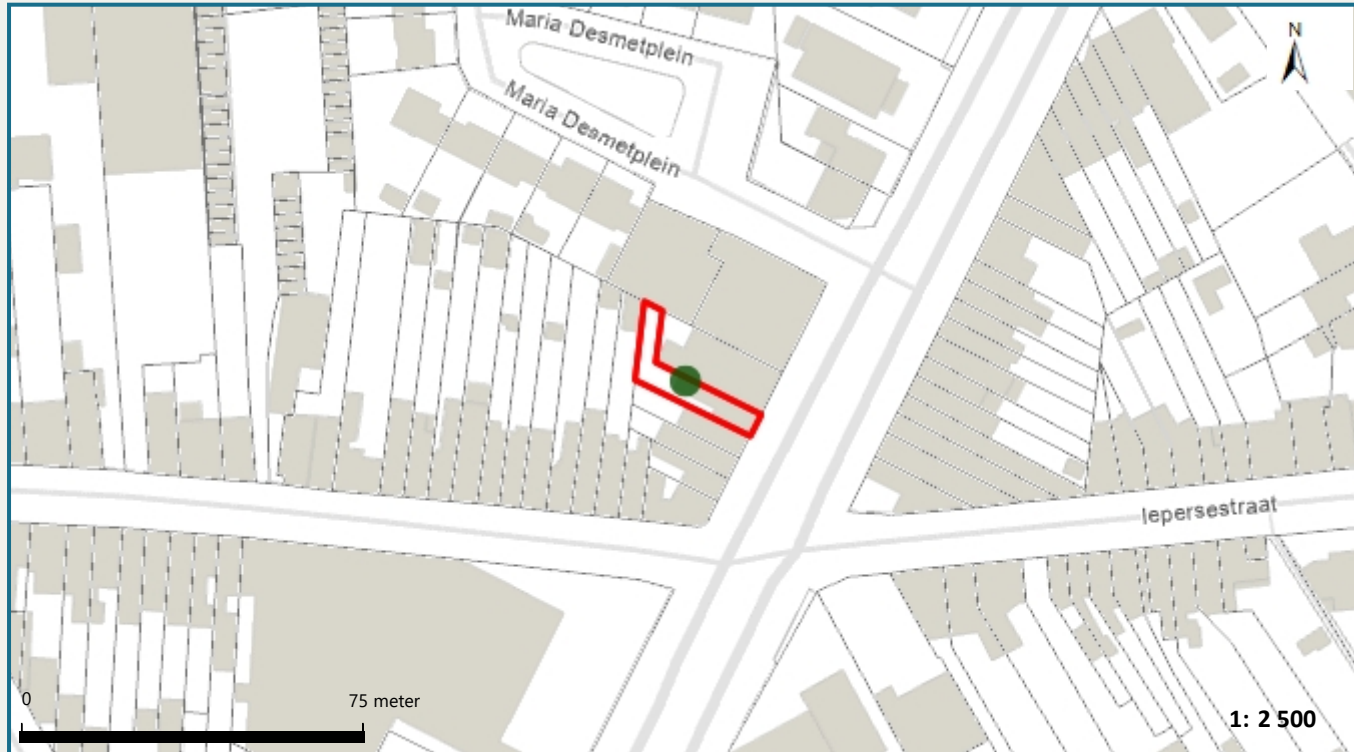 Maria Desmetplein
N
Maria Desmetplein
Iepersestraat
0 75 meter
1: 2 500